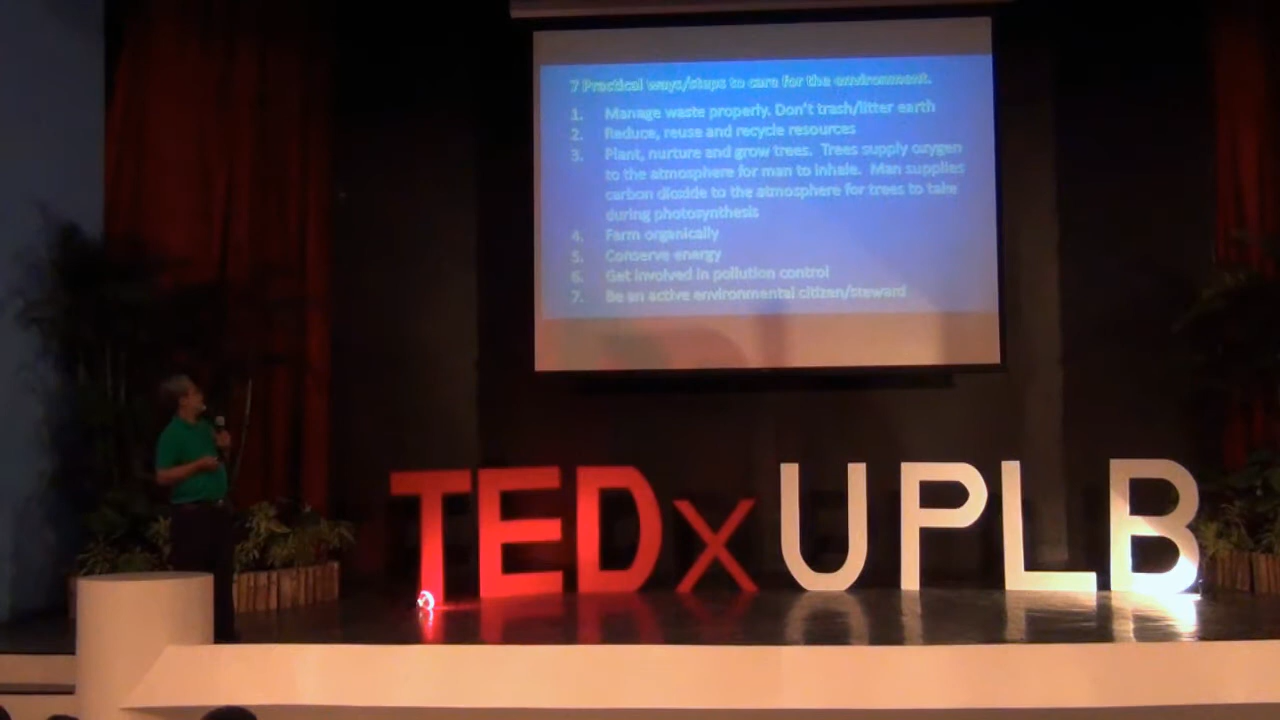 7 Practical ways/steps to care for the environment.
1. Manage waste properly. Don't trash/litter earth
2. Reduce, reuse and recycle resources
3. Plant, nurture and grow trees. Trees supply oxygen
to the atmosphere for man to inhale. Man supplies
carbon dioxide to the atmosphere for trees to take
during photosynthesis
4. Farm organically
5. Conserve energy
6. Get involved in pollution control
7. Be an active environmental citizen/steward
TEDx UPLB